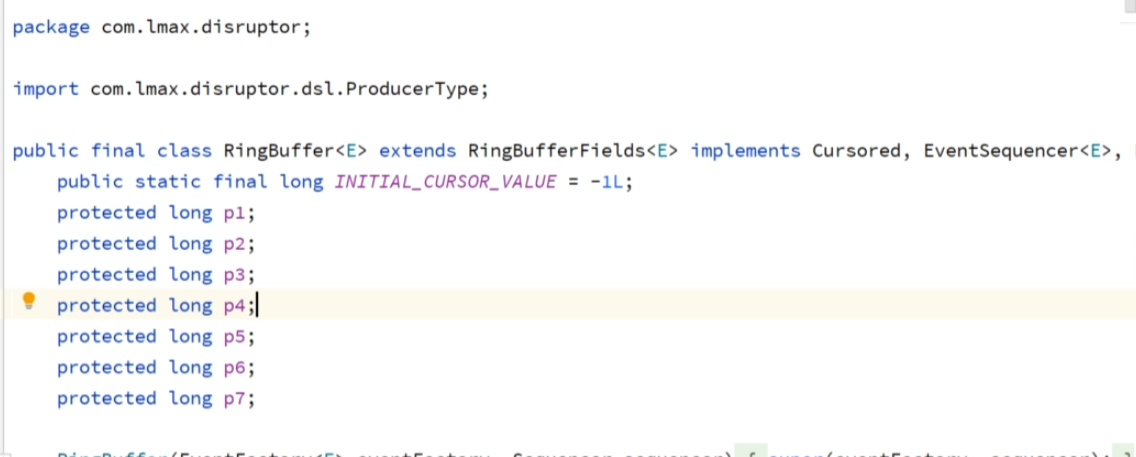 package com.lmax.disruptor;
import com.lmax.disruptor.dsl.ProducerType;
public final class RingBuffer<E> extends RingBufferFields<E> implements Cursored, EventSequencer<E>,
public static final long INITIAL_CURSOR_VALUE = -1L;
protected long p1;
protected long p2;
protected long p3;
protected long p4;
protected long p5;
protected long p6;
protected long p7;